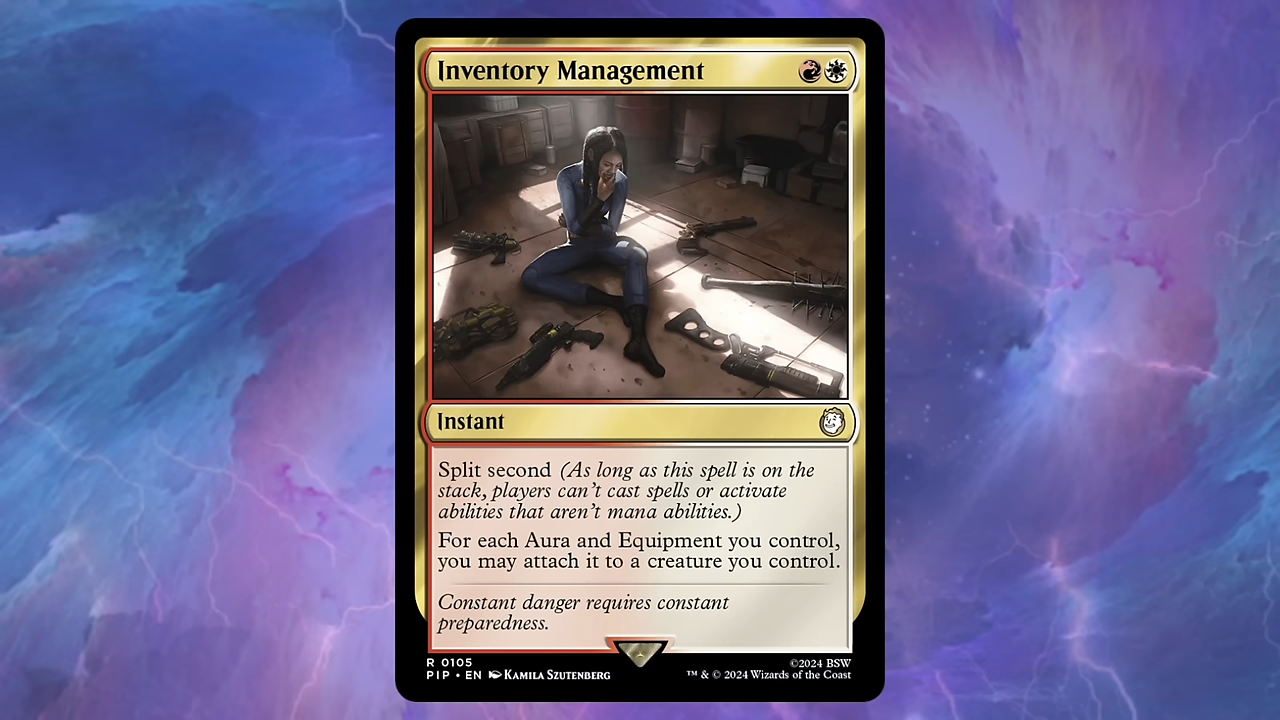 Inventory Management
Instant
Split second (As long as this spell is on the
stack, players can't cast spells or activate
abilities that aren't mana abilities.)
For each Aura and Equipment you control,
you may attach it to a creature you control.
Constant danger requires constant
preparedness.
R 0105
PIP • EN Kamila Szutenberg
©2024 BSW
™ & © 2024 Wizards of the Coast